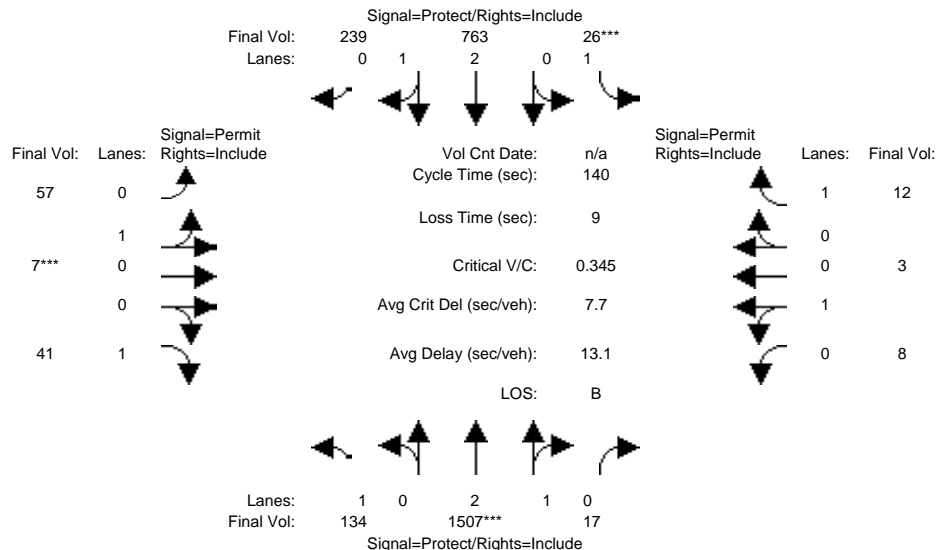 Signal=Protect/Rights=Include
Final Vol: 239 763 26***
Lanes: 0 1 2 0 1
Signal=Permit Signal=Permit
Final Vol: Lanes: Rights=Include Vol Cnt Date: n/a Rights=Include Lanes: Final Vol:
Cycle Time (sec): 140
57 0 1 12
Loss Time (sec): 9
1 0
7*** 0 Critical V/C: 0.345 0 3
0 Avg Crit Del (sec/veh): 7.7 1
41 1 Avg Delay (sec/veh): 13.1 0 8
LOS: B
Lanes: 1 0 2 1 0
Final Vol: 134 1507*** 17
Signal=Protect/Rights=Include